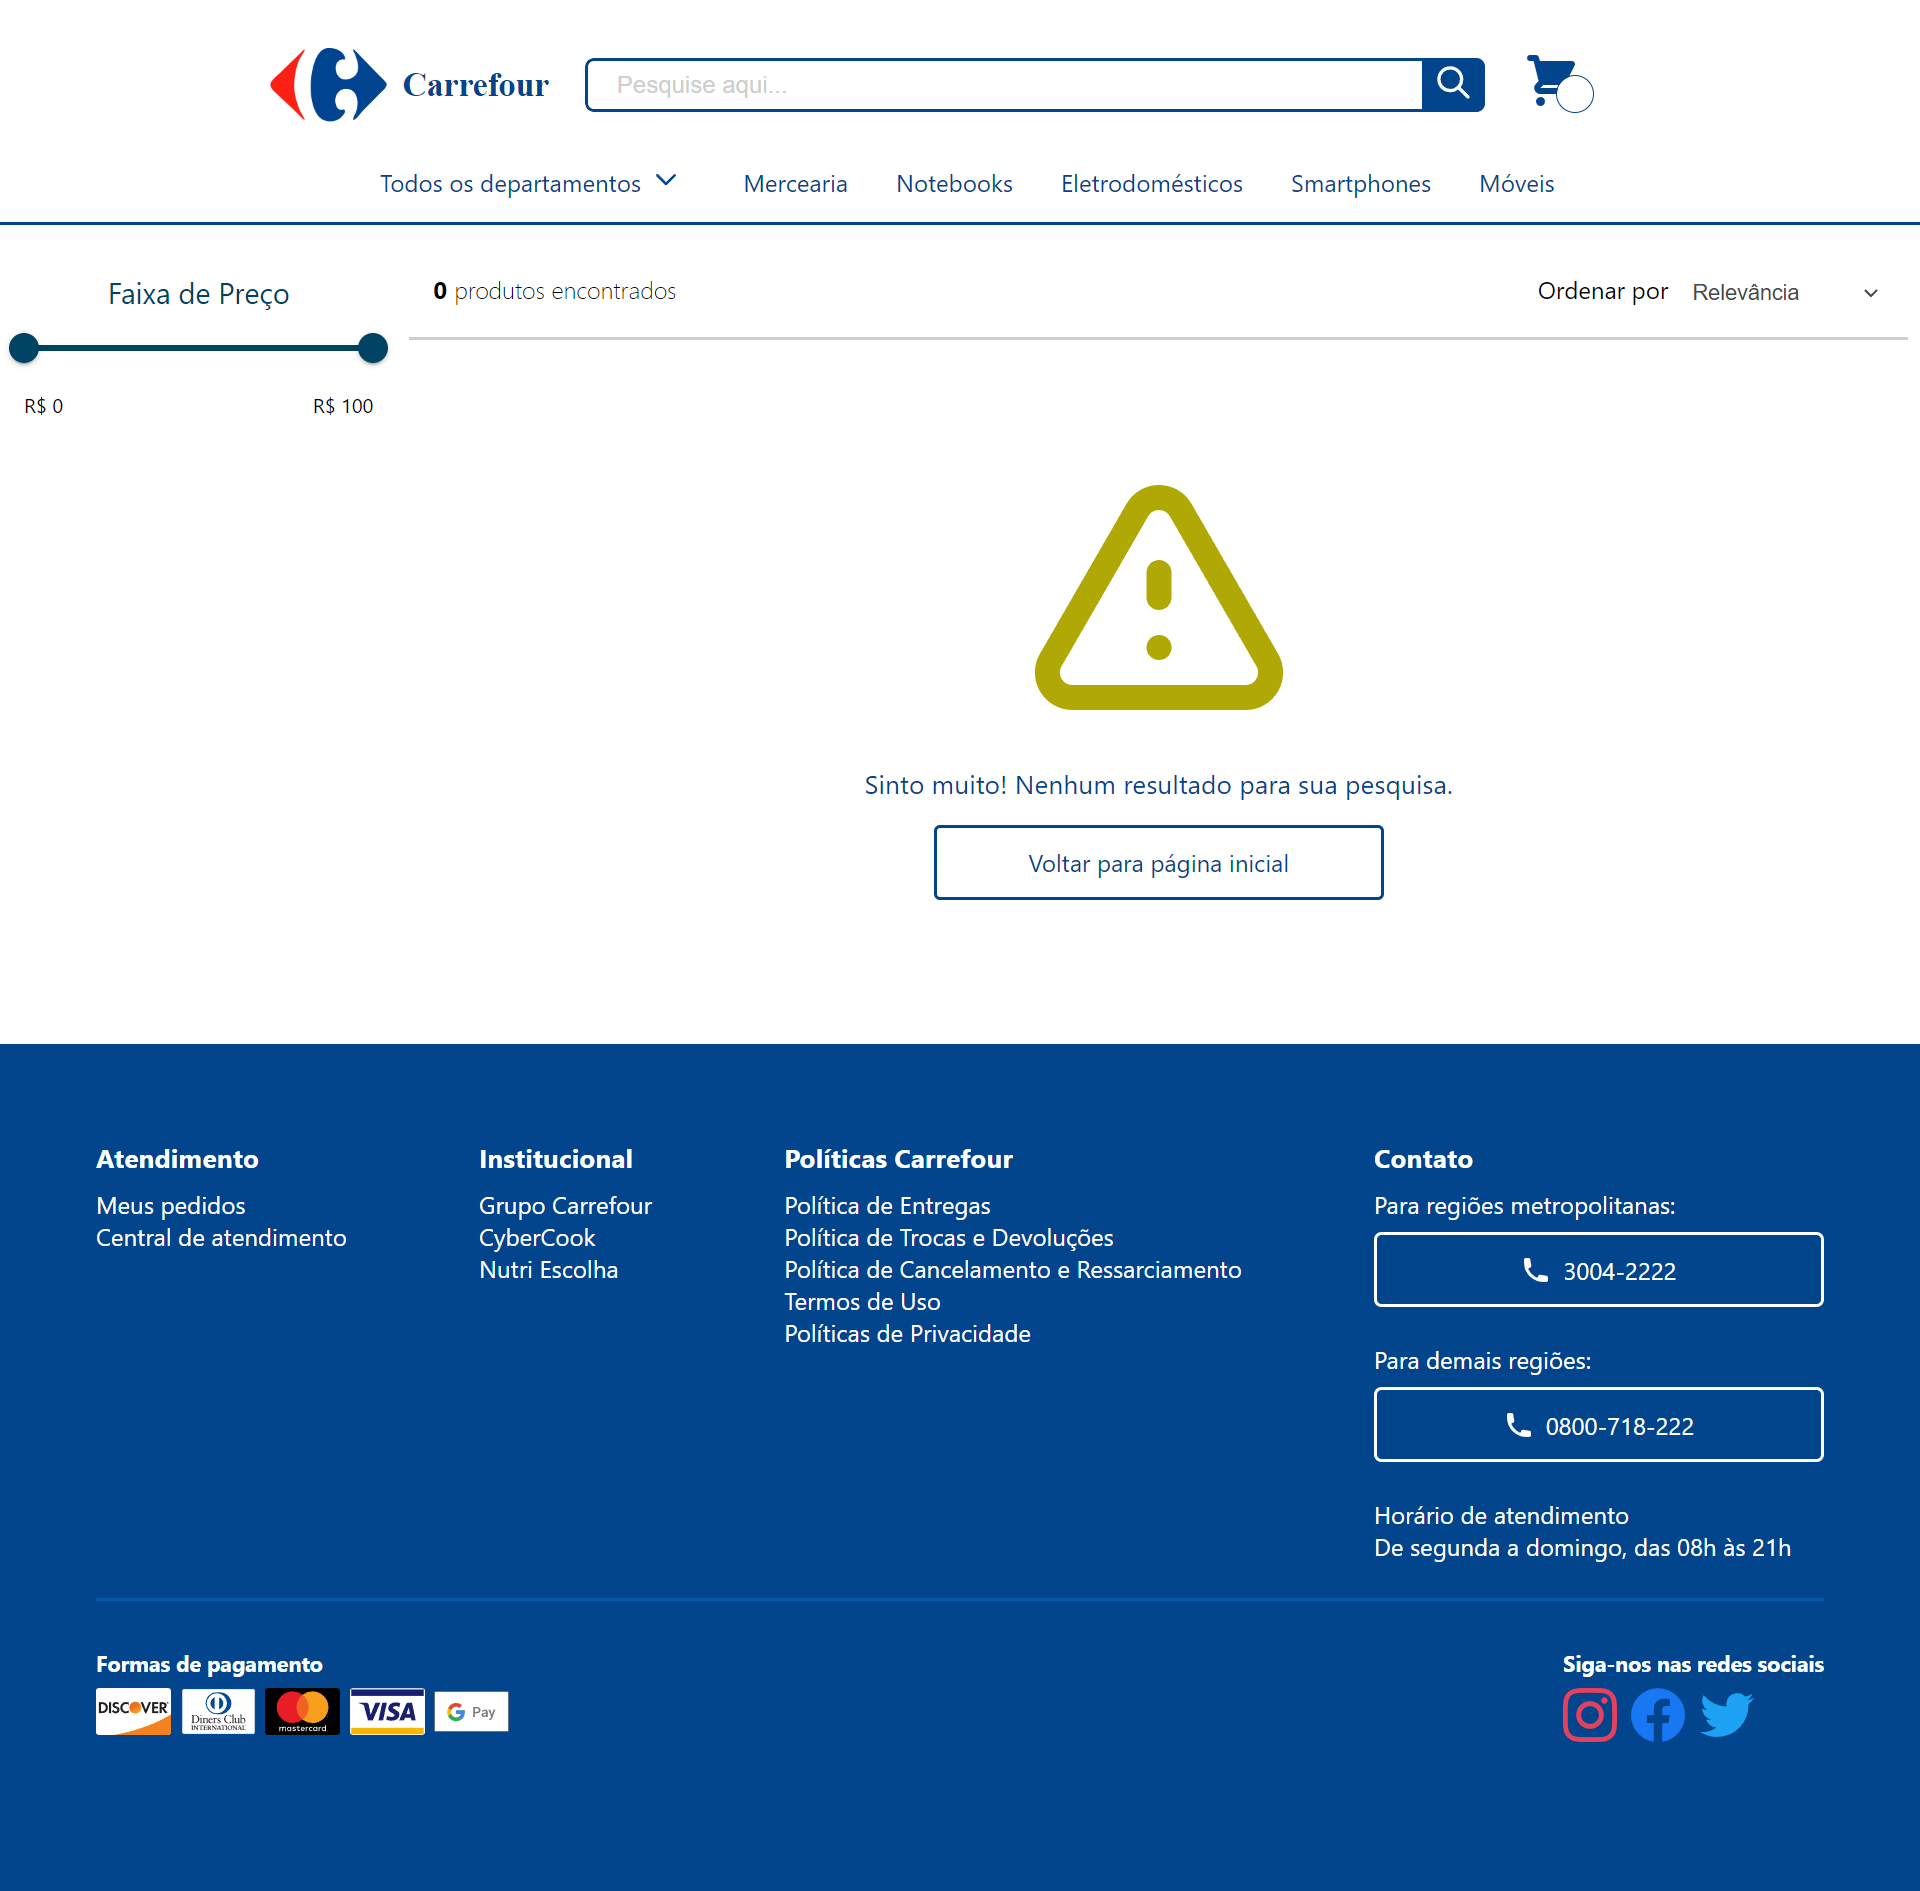 Carrefour
Pesquise aqui...
Todos os departamentos
Mercearia
Notebooks
Eletrodomésticos
Smartphones
Móveis
Faixa de Preço
R$ 0
R$ 100
0 produtos encontrados
Ordenar por
Relevância
Sinto muito! Nenhum resultado para sua pesquisa.
Voltar para página inicial
Atendimento
Meus pedidos
Central de atendimento
Institucional
Grupo Carrefour
CyberCook
Nutri Escolha
Políticas Carrefour
Política de Entregas
Política de Trocas e Devoluções
Política de Cancelamento e Ressarciamento
Termos de Uso
Políticas de Privacidade
Contato
Para regiões metropolitanas:
3004-2222
Para demais regiões:
0800-718-222
Horário de atendimento
De segunda a domingo, das 08h às 21h
Formas de pagamento
DISCOVER
Diners Club
INTERNATIONAL
mastercard
VISA
G Pay
Siga-nos nas redes sociais